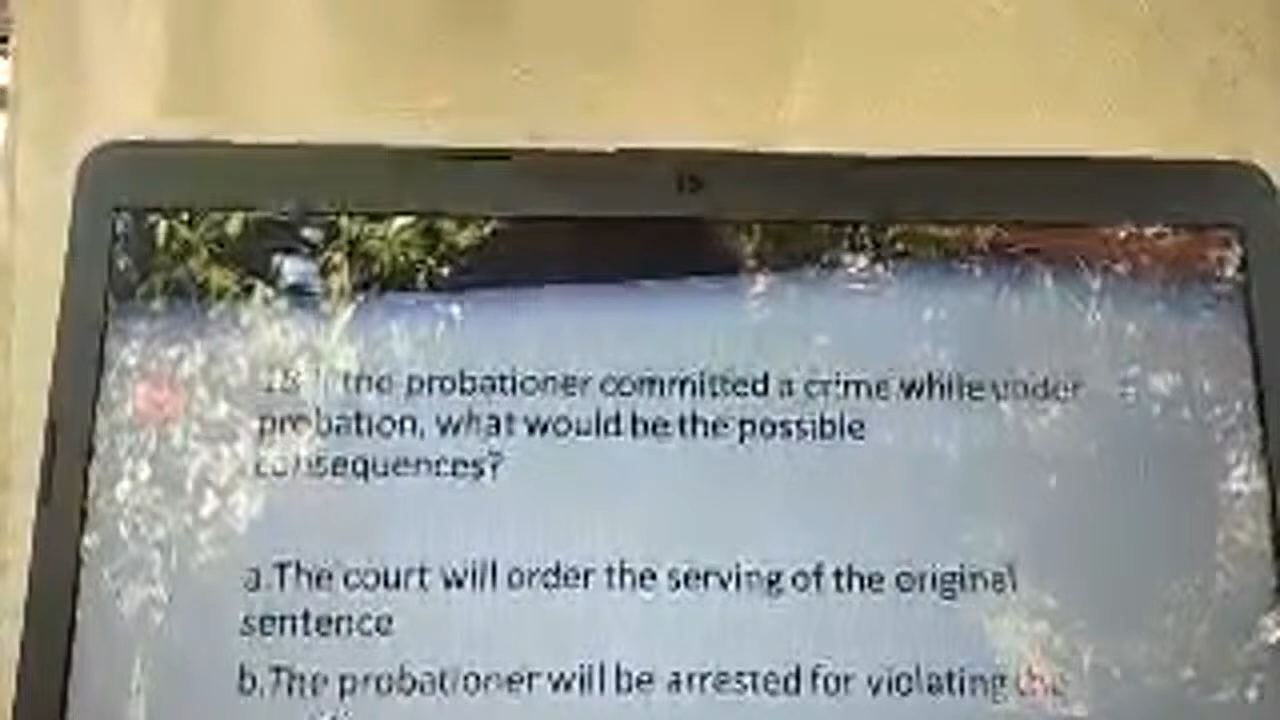 the probationer committed a crime while under
probation, what would be the possible
consequences?
a.The court will order the serving of the original
sentence
b.The probationer will be arrested for violating the